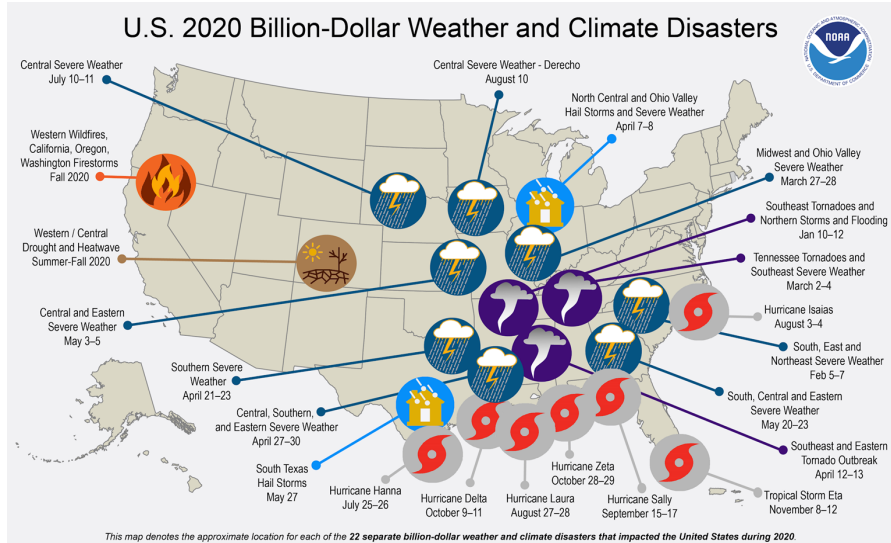 U.S. 2020 Billion-Dollar Weather and Climate Disasters
NATIONAL OCEANIC AND ATMOSPHERIC ADMINISTRATION
NOAA
U.S. DEPARTMENT OF COMMERCE
Central Severe Weather
July 10–11
Central Severe Weather - Derecho
August 10
North Central and Ohio Valley
Hail Storms and Severe Weather
April 7–8
Western Wildfires,
California, Oregon,
Washington Firestorms
Fall 2020
Midwest and Ohio Valley
Severe Weather
March 27–28
Southeast Tornadoes and
Northern Storms and Flooding
Jan 10–12
Western / Central
Drought and Heatwave
Summer-Fall 2020
Tennessee Tornadoes and
Southeast Severe Weather
March 2–4
Hurricane Isaias
August 3–4
Central and Eastern
Severe Weather
May 3–5
South, East and
Northeast Severe Weather
Feb 5–7
Southern Severe
Weather
April 21–23
South, Central and Eastern
Severe Weather
May 20–23
Central, Southern,
and Eastern Severe Weather
April 27–30
Southeast and Eastern
Tornado Outbreak
April 12–13
South Texas
Hail Storms
May 27
Hurricane Hanna
July 25–26
Hurricane Delta
October 9–11
Hurricane Laura
August 27–28
Hurricane Zeta
October 28–29
Hurricane Sally
September 15–17
Tropical Storm Eta
November 8–12
This map denotes the approximate location for each of the 22 separate billion-dollar weather and climate disasters that impacted the United States during 2020.